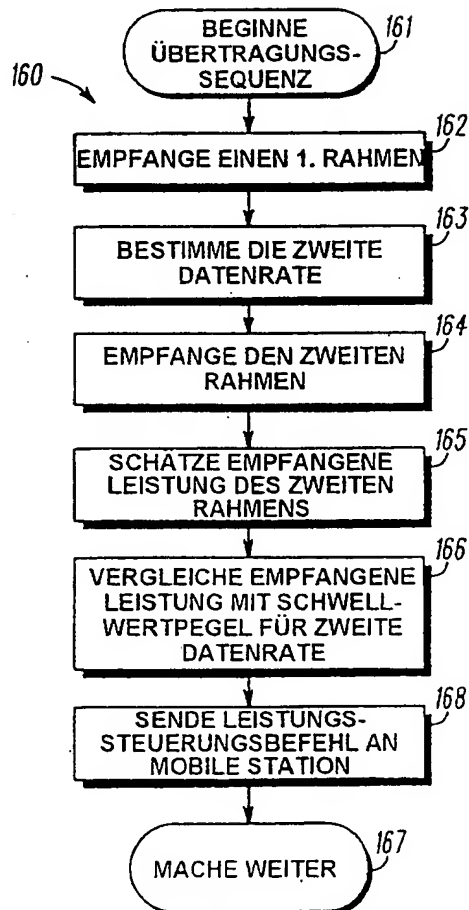 BEGINNE
ÜBERTRAGUNGS-
SEQUENZ
161
160
162
EMPFANGE EINEN 1. RAHMEN
163
BESTIMME DIE ZWEITE
DATENRATE
164
EMPFANGE DEN ZWEITEN
RAHMEN
165
SCHÄTZE EMPFANGENE
LEISTUNG DES ZWEITEN
RAHMENS
166
VERGLEICHE EMPFANGENE
LEISTUNG MIT SCHWELL-
WERTPEGEL FÜR ZWEITE
DATENRATE
168
SENDE LEISTUNGS-
STEUERUNGSBEFEHL AN
MOBILE STATION
167
MACHE WEITER